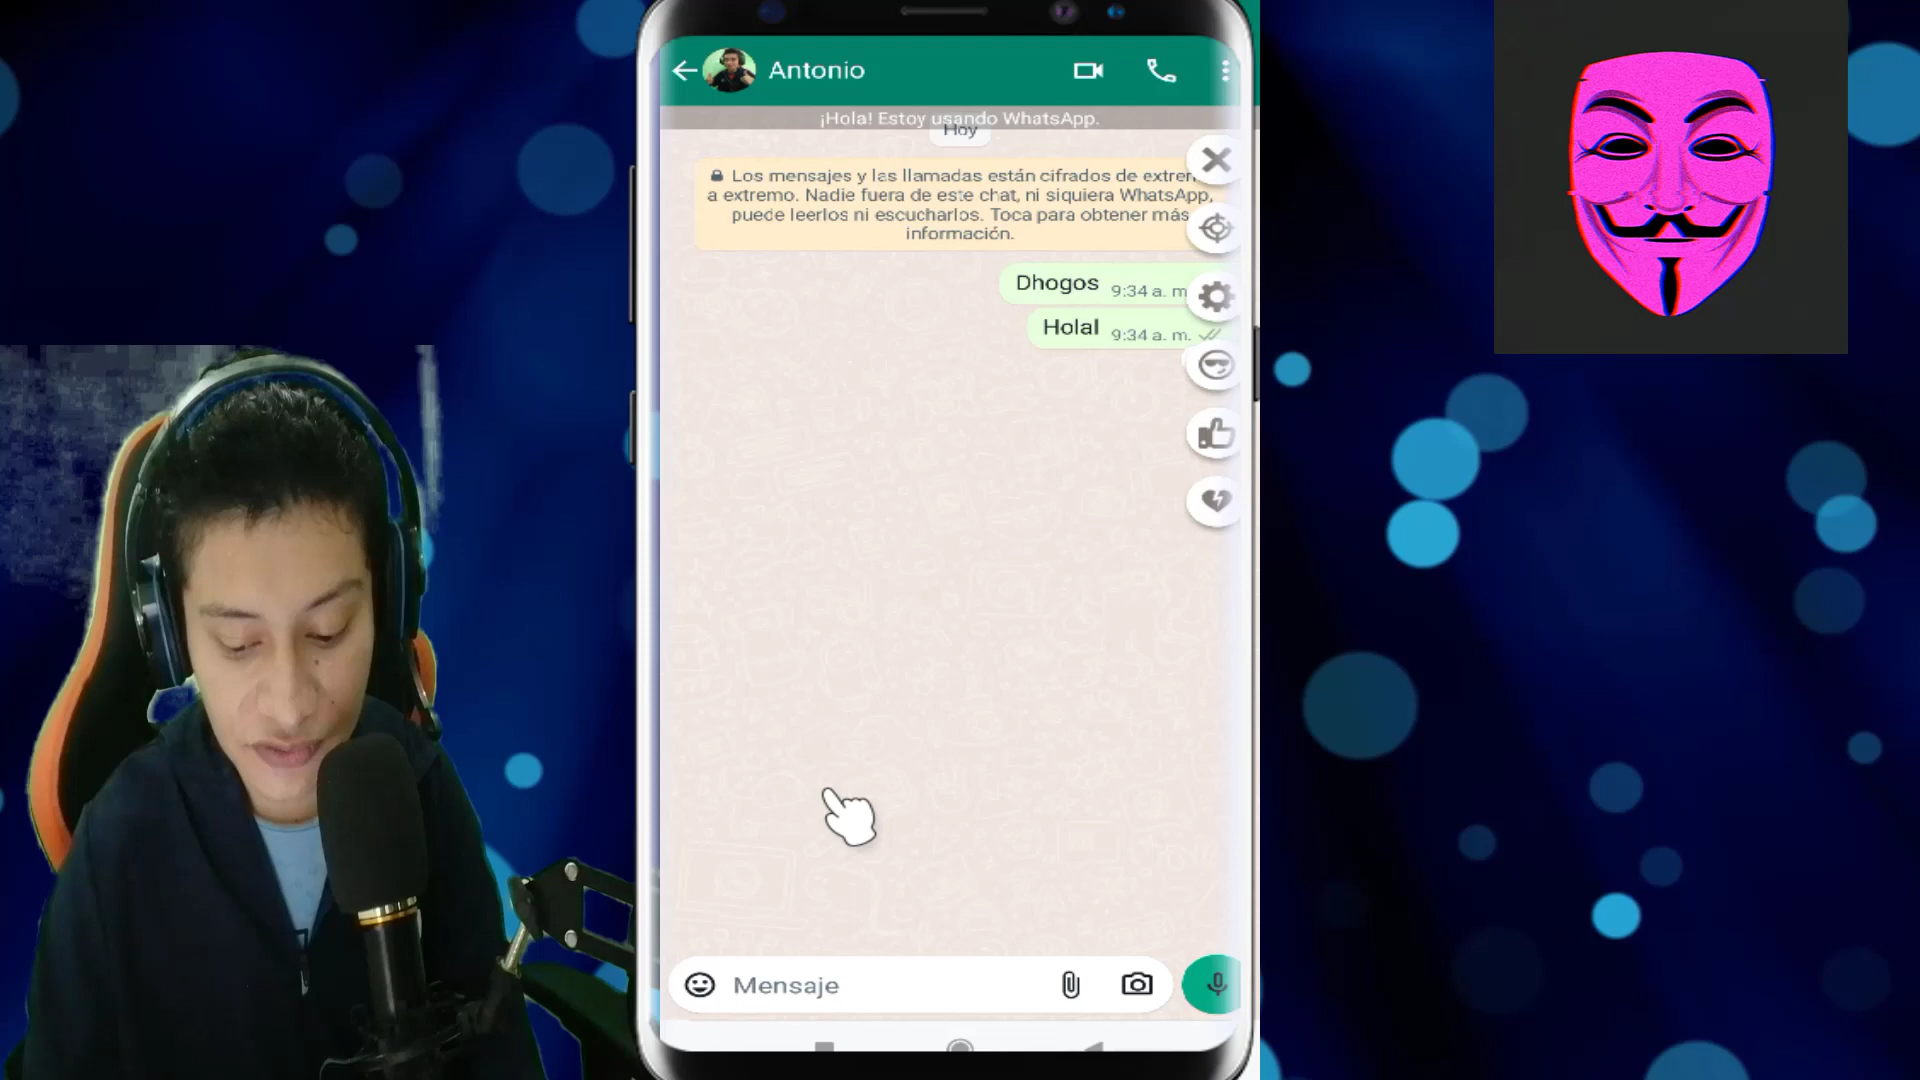 Antonio
¡Hola! Estoy usando WhatsApp.
Hoy
Los mensajes y las llamadas están cifrados de extrem
a extremo. Nadie fuera de este chat, ni siquiera WhatsApp,
puede leerlos ni escucharlos. Toca para obtener más
información.
Dhogos 9:34 a. m
Holal 9:34 a. m.
Mensaje